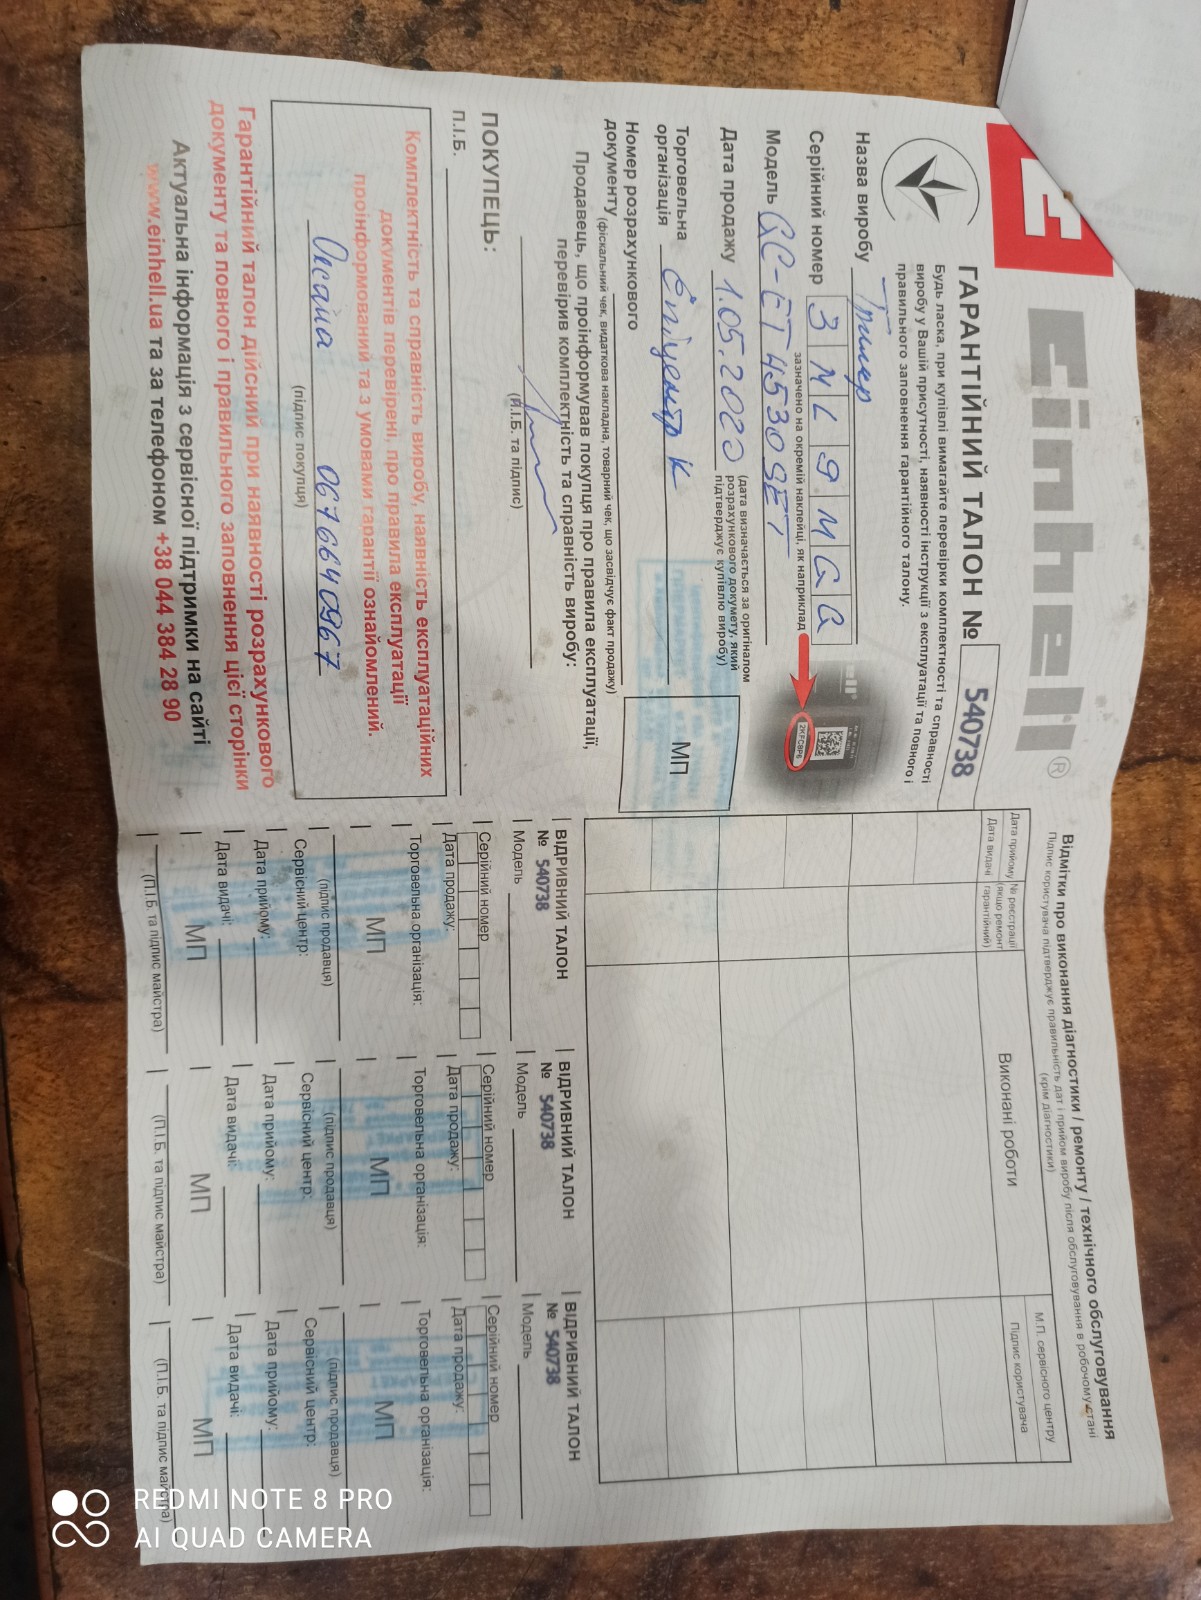 Einhell®
ГАРАНТІЙНИЙ ТАЛОН № 540738
Будь ласка, при купівлі вимагайте перевірки комплектності та справності
виробу у Вашій присутності, наявності інструкції з експлуатації та повного і
правильного заповнення гарантійного талону.
Назва виробу Тример
Серійний номер 3 M L 9 M G G
зазначено на окремій наклейці, як наприклад
Модель GC-ET 4530 SET
Дата продажу 1.05.2020 (дата визначається за оригіналом
розрахункового докумету, який
підтверджує купівлю виробу)
Торговельна
організація Епіцентр К
МП
Номер розрахункового
документу (фіскальний чек, видаткова накладна, товарний чек, що засвідчує факт продажу)
Продавець, що проінформував покупця про правила експлуатації,
перевірив комплектність та справність виробу:
(П.І.Б. та підпис)
ПОКУПЕЦЬ:
П.І.Б.
Комплектність та справність виробу, наявність експлуатаційних
документів перевірені, про правила експлуатації
проінформований та з умовами гарантії ознайомлений.
0676640967
(підпис покупця)
Гарантійний талон дійсний при наявності розрахункового
документу та повного і правильного заповнення цієї сторінки
Актуальна інформація з сервісної підтримки на сайті
www.einhell.ua та за телефоном +38 044 384 28 90
Відмітки про виконання діагностики / ремонту / технічного обслуговування
Підпис користувача підтверджує правильність дат і прийом виробу після обслуговування в робочому стані
(крім діагностики)
Дата прийому
Дата видачі
№ реєстрації
(якщо ремонт
гарантійний)
Виконані роботи
М.П. сервісного центру
Підпис користувача
ВІДРИВНИЙ ТАЛОН
№ 540738
Модель
Серійний номер
Дата продажу:
Торговельна організація:
МП
(підпис продавця)
Сервісний центр:
Дата прийому:
Дата видачі:
МП
(П.І.Б. та підпис майстра)
ВІДРИВНИЙ ТАЛОН
№ 540738
Модель
Серійний номер
Дата продажу:
Торговельна організація:
МП
(підпис продавця)
Сервісний центр:
Дата прийому:
Дата видачі:
МП
(П.І.Б. та підпис майстра)
ВІДРИВНИЙ ТАЛОН
№ 540738
Модель
Серійний номер
Дата продажу:
Торговельна організація:
МП
(підпис продавця)
Сервісний центр:
Дата прийому:
Дата видачі:
МП
(П.І.Б. та підпис майстра)
REDMI NOTE 8 PRO
AI QUAD CAMERA